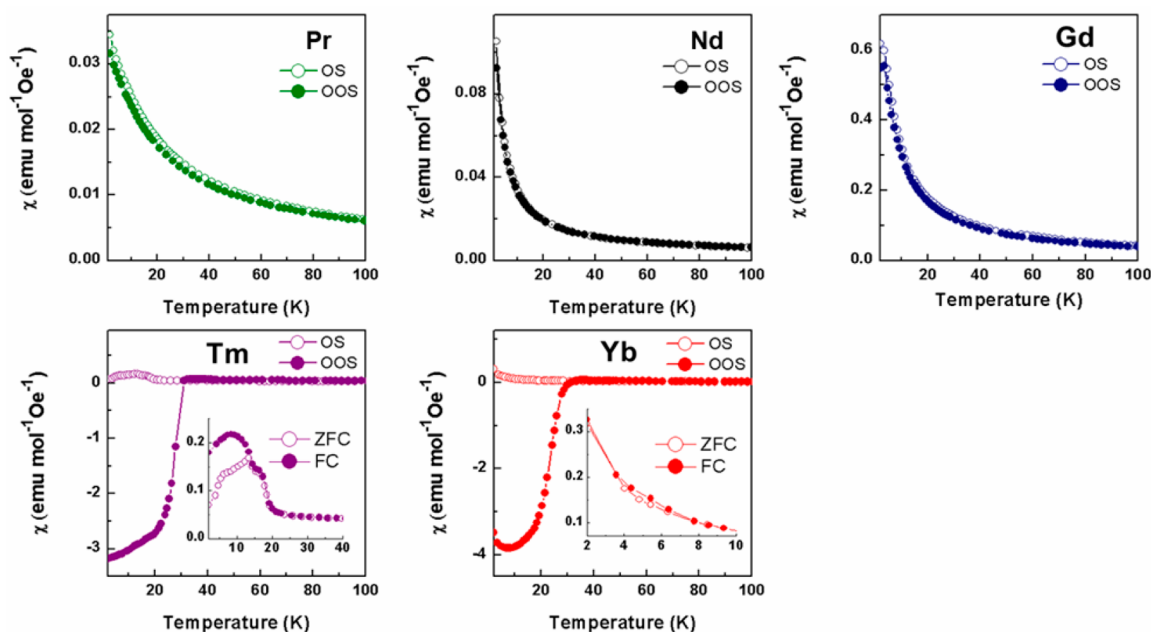 Pr
OS
OOS
0.03
0.02
0.01
0.00
χ (emu mol⁻¹Oe⁻¹)
20 40 60 80 100
Temperature (K)
Nd
OS
OOS
0.08
0.04
0.00
χ (emu mol⁻¹Oe⁻¹)
20 40 60 80 100
Temperature (K)
Gd
OS
OOS
0.6
0.4
0.2
0.0
χ (emu mol⁻¹Oe⁻¹)
20 40 60 80 100
Temperature (K)
Tm
OS
OOS
0
-1
-2
-3
χ (emu mol⁻¹Oe⁻¹)
0.2
0.1
0.0
ZFC
FC
10 20 30 40
20 40 60 80 100
Temperature (K)
Yb
OS
OOS
0
-2
-4
χ (emu mol⁻¹Oe⁻¹)
0.3
0.2
0.1
ZFC
FC
2 4 6 8 10
20 40 60 80 100
Temperature (K)